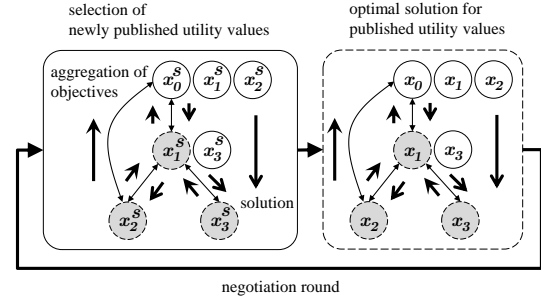 selection of
newly published utility values
optimal solution for
published utility values
aggregation of
objectives
x_0^s x_1^s x_2^s
x_1^s x_3^s
x_2^s x_3^s
solution
x_0 x_1 x_2
x_1 x_3
x_2 x_3
negotiation round